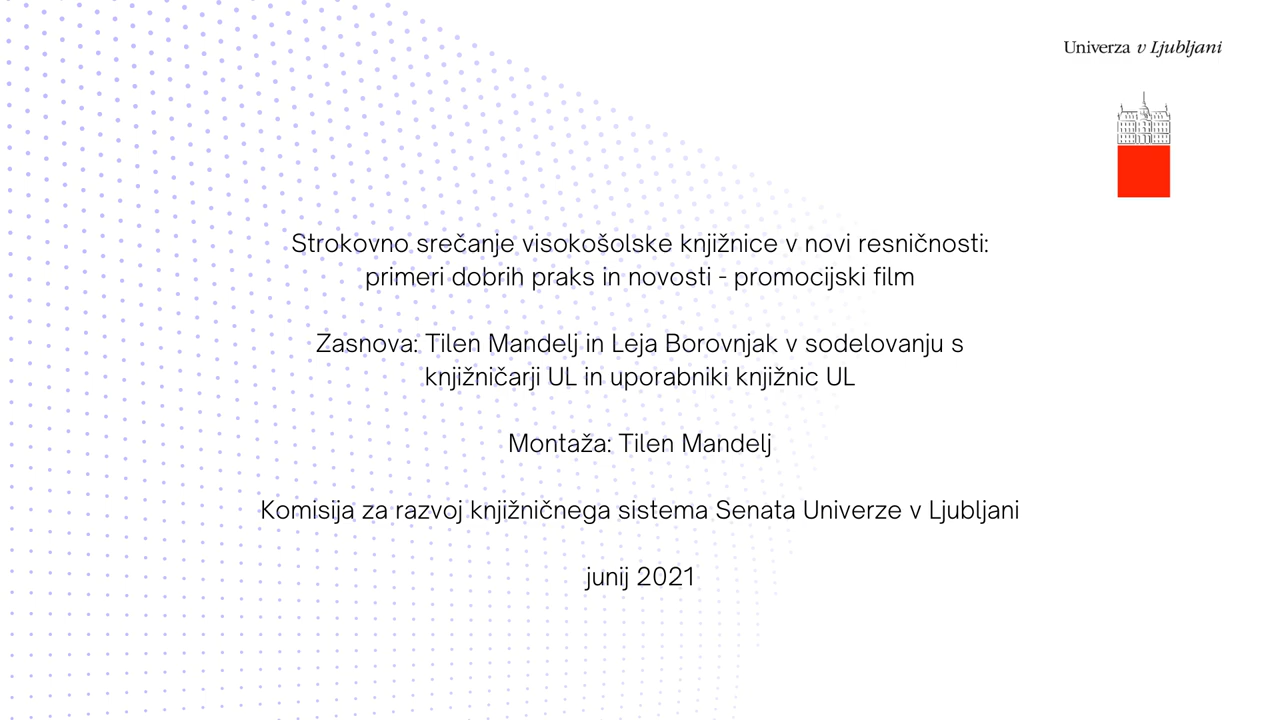 Univerza v Ljubljani
Strokovno srečanje visokošolske knjižnice v novi resničnosti:
primeri dobrih praks in novosti - promocijski film
Zasnova: Tilen Mandelj in Leja Borovnjak v sodelovanju s
knjižničarji UL in uporabniki knjižnic UL
Montaža: Tilen Mandelj
Komisija za razvoj knjižničnega sistema Senata Univerze v Ljubljani
junij 2021